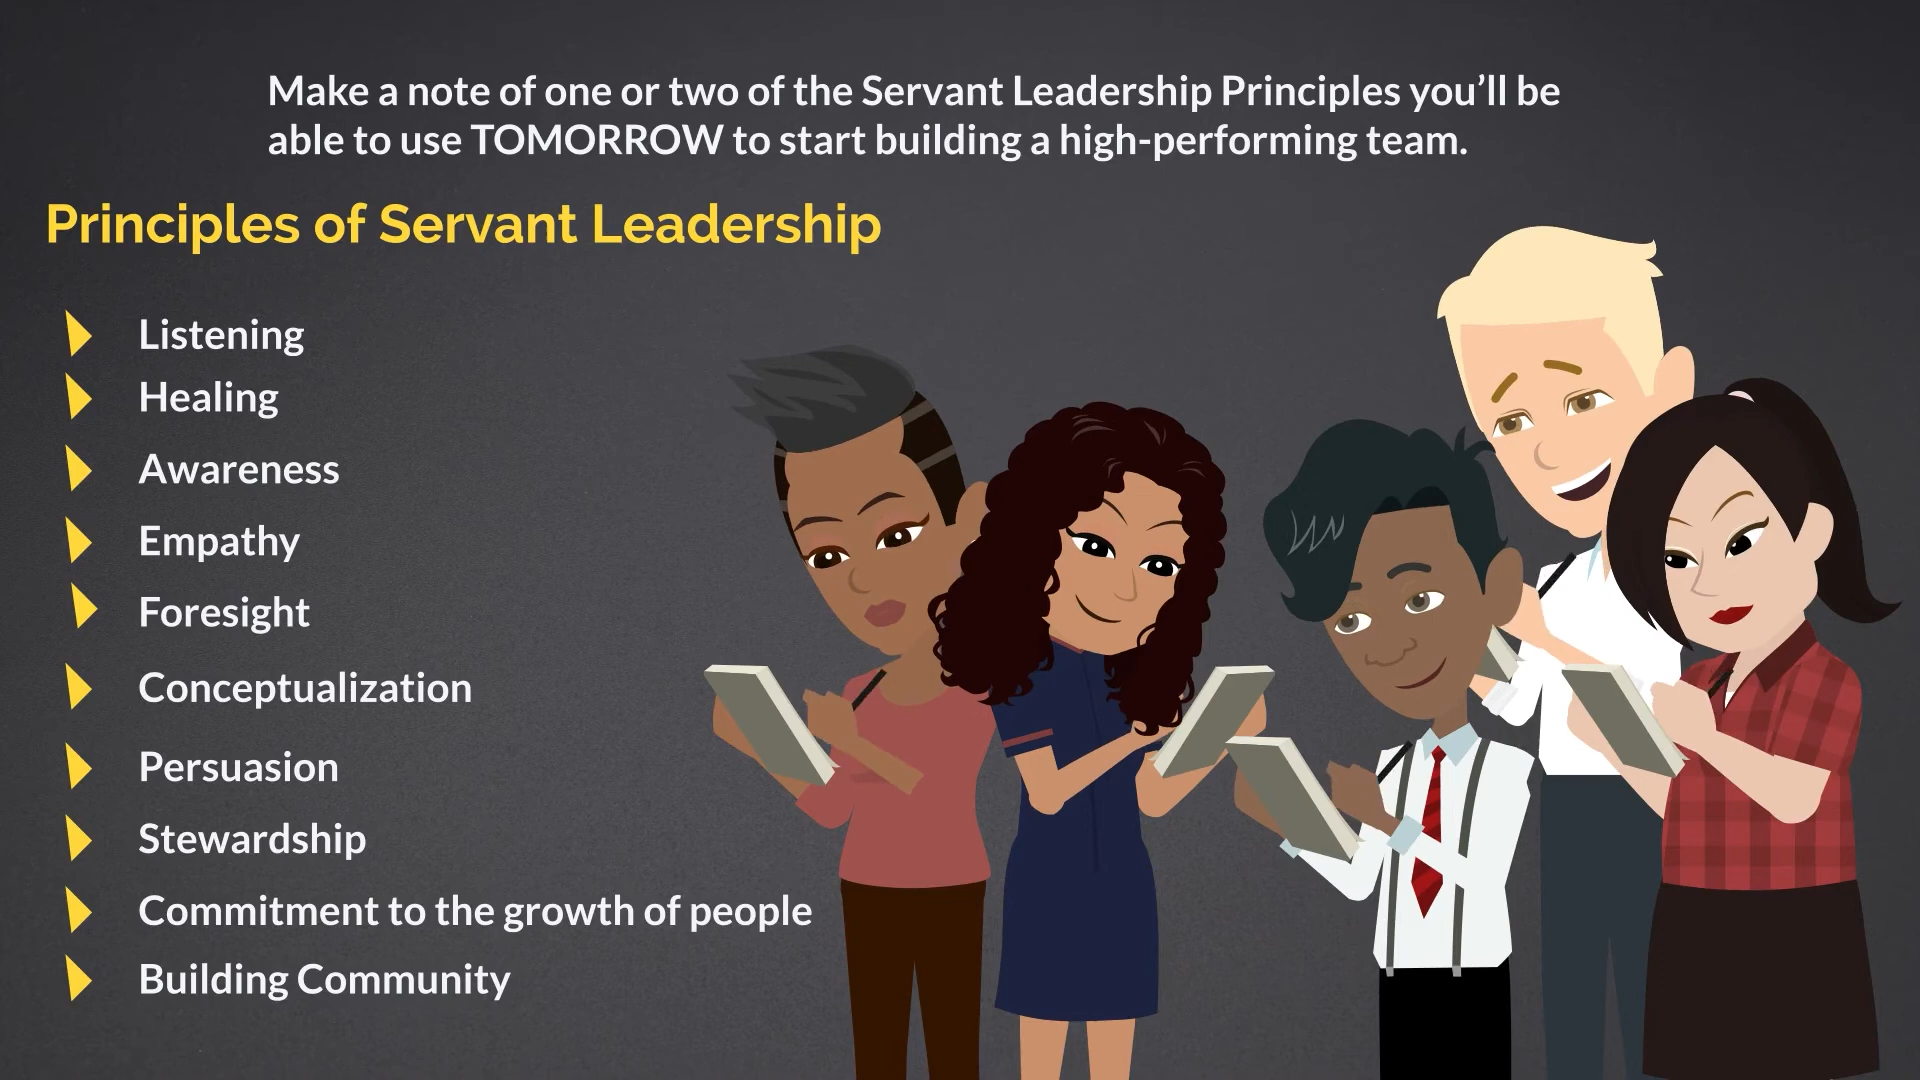 Make a note of one or two of the Servant Leadership Principles you’ll be
able to use TOMORROW to start building a high-performing team.
Principles of Servant Leadership
Listening
Healing
Awareness
Empathy
Foresight
Conceptualization
Persuasion
Stewardship
Commitment to the growth of people
Building Community